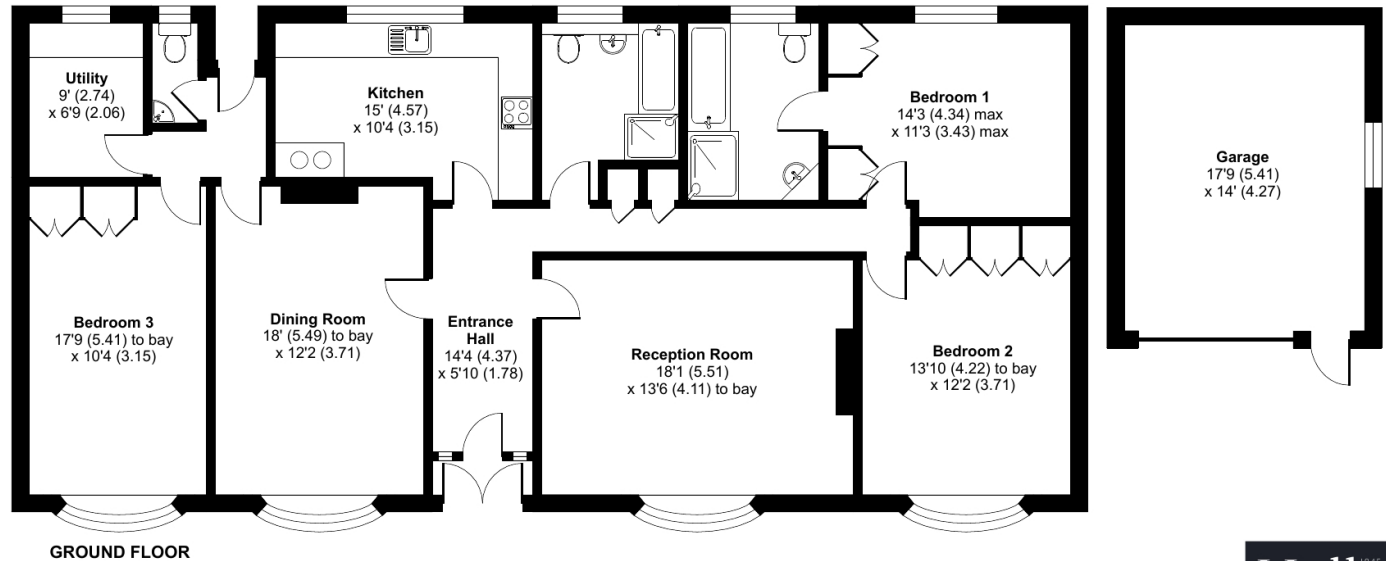 Utility
9' (2.74)
x 6'9 (2.06)
Kitchen
15' (4.57)
x 10'4 (3.15)
Bedroom 1
14'3 (4.34) max
x 11'3 (3.43) max
Garage
17'9 (5.41)
x 14' (4.27)
Bedroom 3
17'9 (5.41) to bay
x 10'4 (3.15)
Dining Room
18' (5.49) to bay
x 12'2 (3.71)
Entrance
Hall
14'4 (4.37)
x 5'10 (1.78)
Reception Room
18'1 (5.51)
x 13'6 (4.11) to bay
Bedroom 2
13'10 (4.22) to bay
x 12'2 (3.71)
GROUND FLOOR